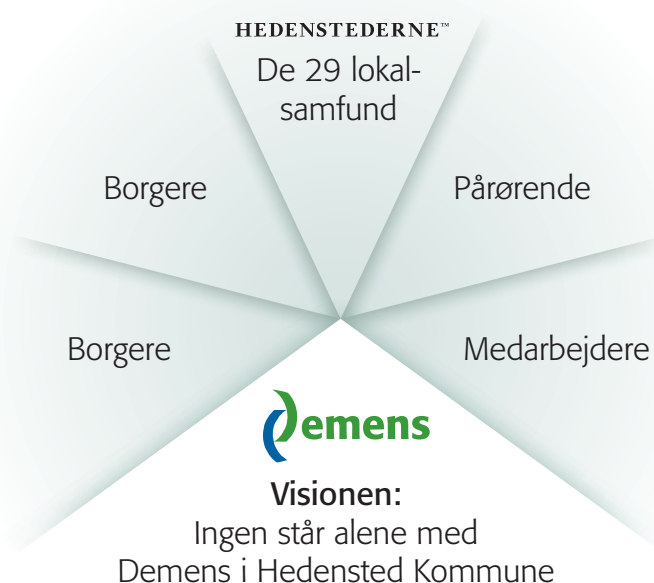 HEDENSTEDERNE™
De 29 lokal-
samfund
Borgere
Pårørende
Borgere
Medarbejdere
Demens
Visionen:
Ingen står alene med
Demens i Hedensted Kommune